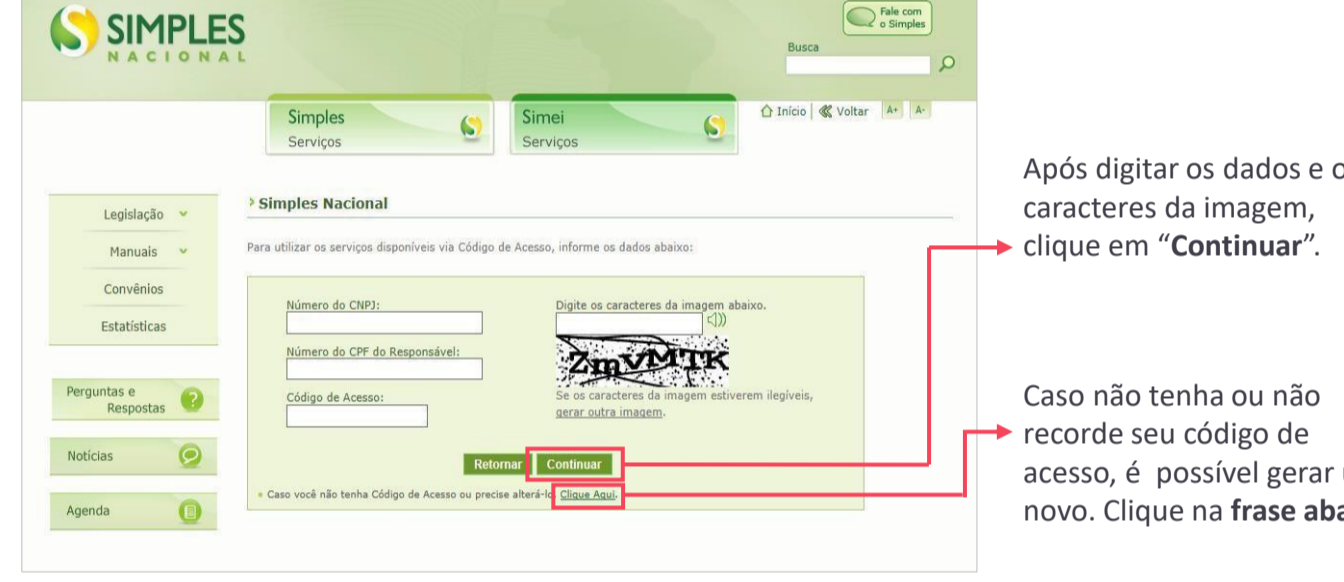 SIMPLES
NACIONAL
Fale com
o Simples
Busca
Simples
Serviços
Simei
Serviços
Início
Voltar
A+
A-
Legislação
Manuais
Convênios
Estatísticas
Perguntas e
Respostas
Notícias
Agenda
Simples Nacional
Para utilizar os serviços disponíveis via Código de Acesso, informe os dados abaixo:
Número do CNPJ:
Número do CPF do Responsável:
Código de Acesso:
Digite os caracteres da imagem abaixo.
ZmVMTK
Se os caracteres da imagem estiverem ilegíveis,
gerar outra imagem.
Retornar
Continuar
Caso você não tenha Código de Acesso ou precise alterá-lo, Clique Aqui.
Após digitar os dados e o
caracteres da imagem,
clique em “Continuar”.
Caso não tenha ou não
recorde seu código de
acesso, é possível gerar
novo. Clique na frase aba